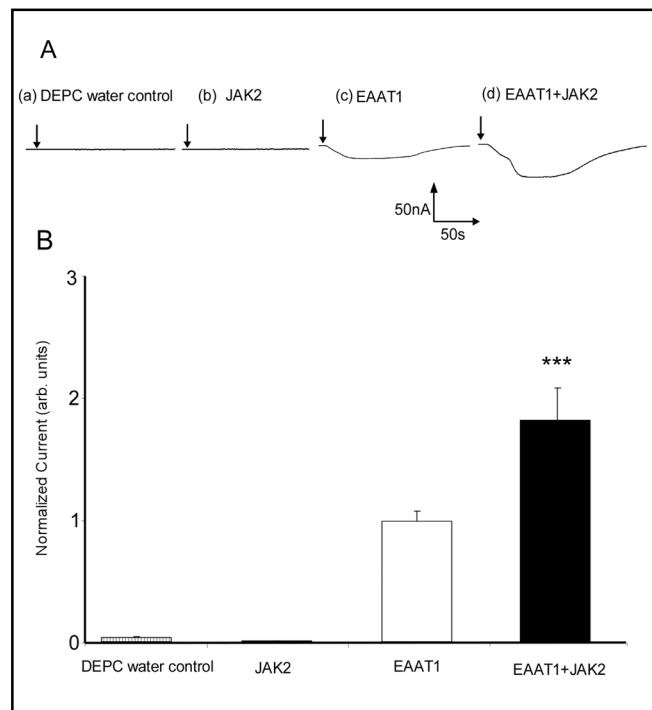 A
(a) DEPC water control (b) JAK2 (c) EAAT1 (d) EAAT1+JAK2
50nA
50s
B
Normalized Current (arb. units)
3
2
1
0
***
DEPC water control JAK2 EAAT1 EAAT1+JAK2